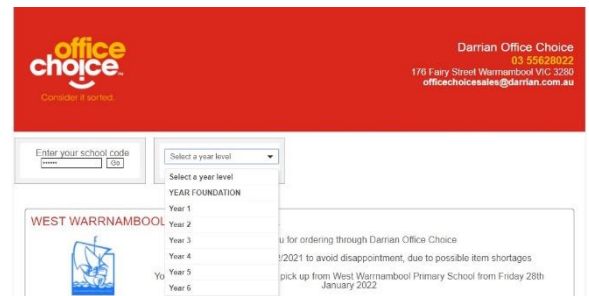 office
choice
Consider it sorted.
Darrian Office Choice
03 55628022
176 Fairy Street Warrnambool VIC 3280
officechoicesales@darrian.com.au
Enter your school code
Go
Select a year level
Select a year level
YEAR FOUNDATION
Year 1
Year 2
Year 3
Year 4
Year 5
Year 6
WEST WARRNAMBOOL
u for ordering through Darrian Office Choice
/2021 to avoid disappointment, due to possible item shortages
Yo
pick up from West Warrnambool Primary School from Friday 28th
January 2022